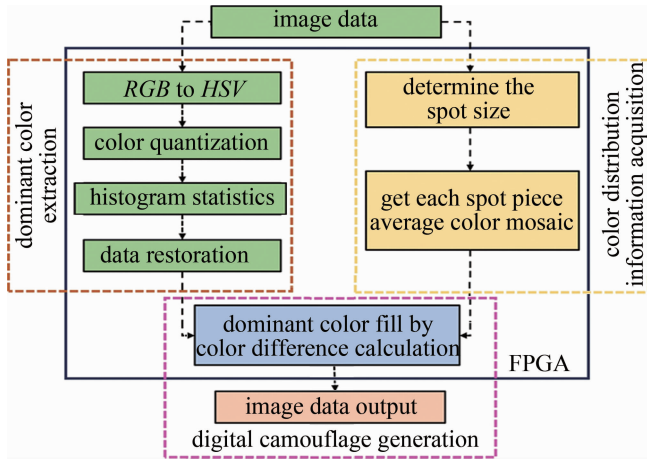 image data
dominant color
extraction
RGB to HSV
color quantization
histogram statistics
data restoration
determine the
spot size
get each spot piece
average color mosaic
color distribution
information acquisition
dominant color fill by
color difference calculation
FPGA
image data output
digital camouflage generation